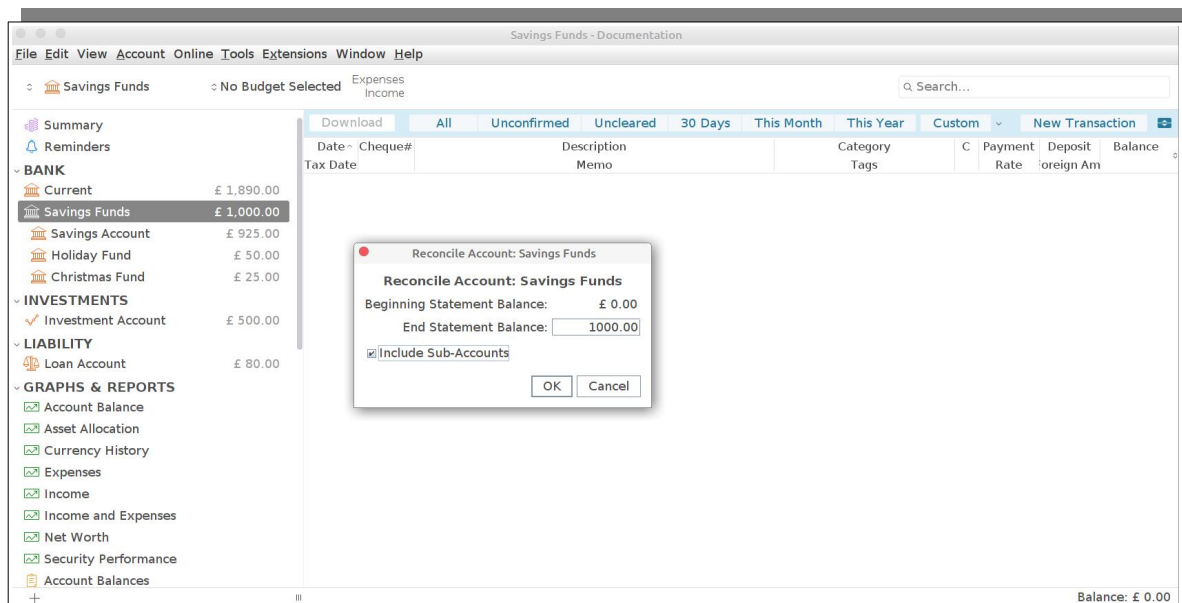 Savings Funds - Documentation
File Edit View Account Online Tools Extensions Window Help
Savings Funds No Budget Selected Expenses
Income
Search...
Summary
Reminders
BANK
Current £ 1,890.00
Savings Funds £ 1,000.00
Savings Account £ 925.00
Holiday Fund £ 50.00
Christmas Fund £ 25.00
INVESTMENTS
Investment Account £ 500.00
LIABILITY
Loan Account £ 80.00
GRAPHS & REPORTS
Account Balance
Asset Allocation
Currency History
Expenses
Income
Income and Expenses
Net Worth
Security Performance
Account Balances
Download All Unconfirmed Uncleared 30 Days This Month This Year Custom New Transaction
Date Cheque# Description Category C Payment Deposit Balance
Tax Date Memo Tags Rate oreign Am
Reconcile Account: Savings Funds
Reconcile Account: Savings Funds
Beginning Statement Balance: £ 0.00
End Statement Balance: 1000.00
Include Sub-Accounts
OK Cancel
Balance: £ 0.00